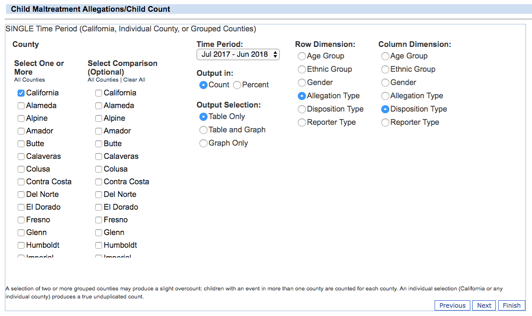 Child Maltreatment Allegations/Child Count
SINGLE Time Period (California, Individual County, or Grouped Counties)
County
Select One or
More
All Counties
California
Alameda
Alpine
Amador
Butte
Calaveras
Colusa
Contra Costa
Del Norte
El Dorado
Fresno
Glenn
Humboldt
Imperial
Select Comparison
(Optional)
All Counties | Clear All
California
Alameda
Alpine
Amador
Butte
Calaveras
Colusa
Contra Costa
Del Norte
El Dorado
Fresno
Glenn
Humboldt
Imperial
Time Period:
Jul 2017 - Jun 2018
Output in:
Count Percent
Output Selection:
Table Only
Table and Graph
Graph Only
Row Dimension:
Age Group
Ethnic Group
Gender
Allegation Type
Disposition Type
Reporter Type
Column Dimension:
Age Group
Ethnic Group
Gender
Allegation Type
Disposition Type
Reporter Type
A selection of two or more grouped counties may produce a slight overcount: children with an event in more than one county are counted for each county. An individual selection (California or any
individual county) produces a true unduplicated count.
Previous Next Finish